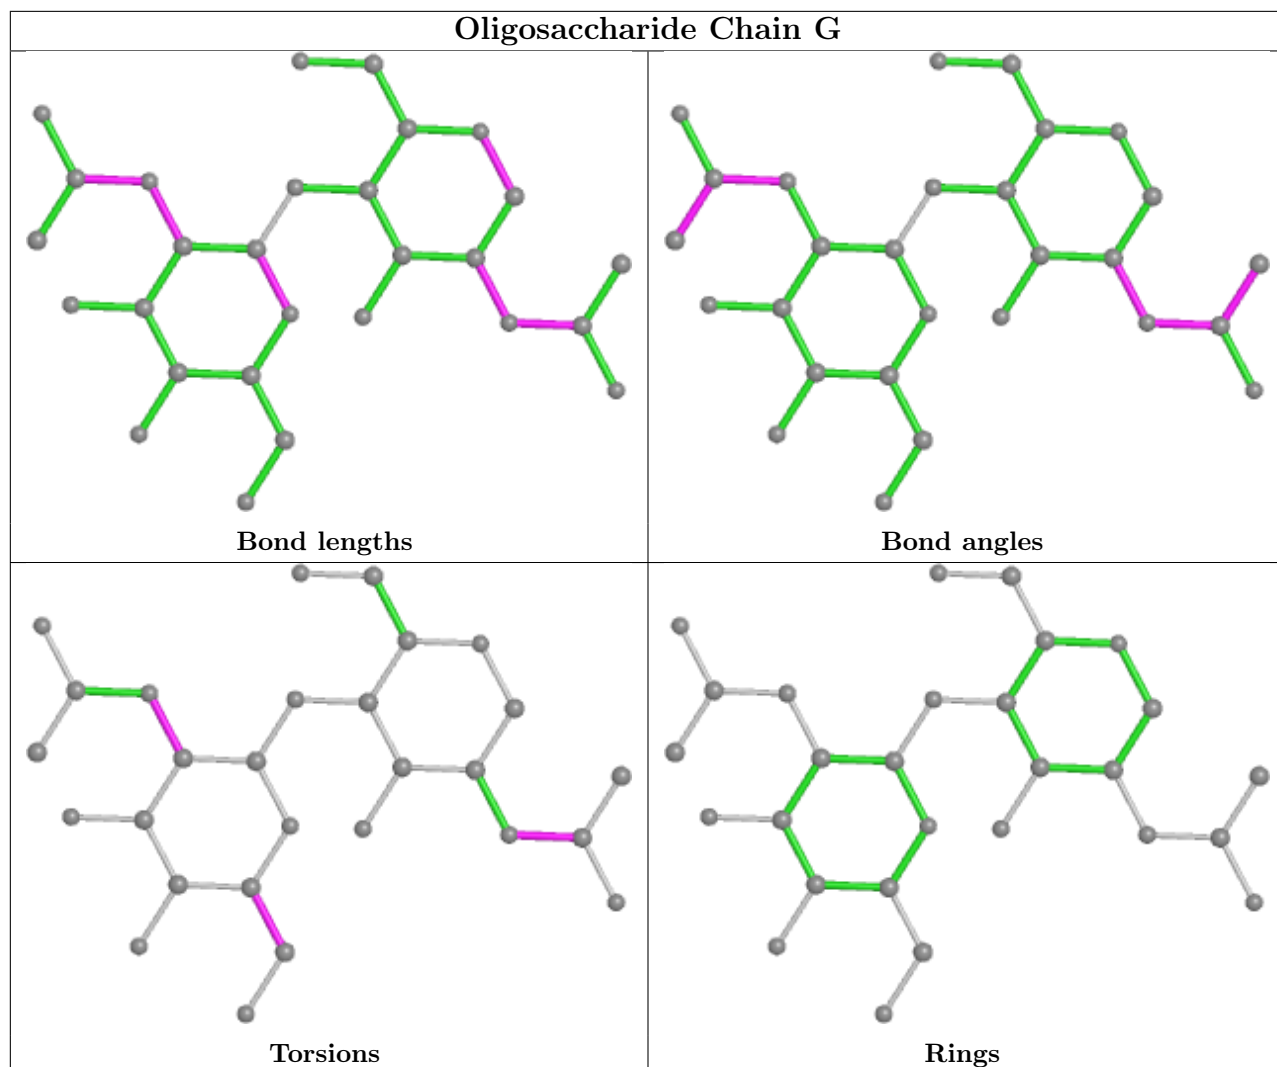 Oligosaccharide Chain G
Bond lengths
Bond angles
Torsions
Rings